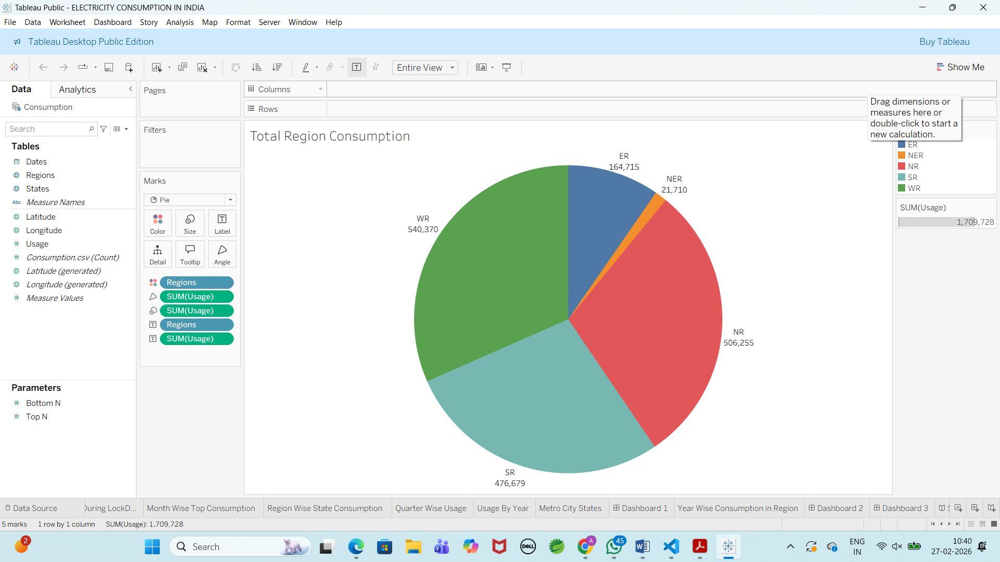 Tableau Public - ELECTRICITY CONSUMPTION IN INDIA
File Data Worksheet Dashboard Story Analysis Map Format Server Window Help
Tableau Desktop Public Edition
Buy Tableau
Entire View
Show Me
Data
Analytics
Consumption
Search
Tables
Dates
Regions
States
Abc Measure Names
Latitude
Longitude
Usage
Consumption.csv (Count)
Latitude (generated)
Longitude (generated)
Measure Values
Parameters
Bottom N
Top N
Pages
Filters
Marks
Pie
Color Size Label
Detail Tooltip Angle
Regions
SUM(Usage)
SUM(Usage)
Regions
SUM(Usage)
Columns
Rows
Total Region Consumption
ER
164,715
NER
21,710
WR
540,370
NR
506,255
SR
476,679
Drag dimensions or
measures here or
double-click to start a
new calculation.
ER
NER
NR
SR
WR
SUM(Usage)
1,709,728
Data Source
During LockD... Month Wise Top Consumption Region Wise State Consumption Quarter Wise Usage Usage By Year Metro City States Dashboard 1 Year Wise Consumption in Region Dashboard 2 Dashboard 3
5 marks 1 row by 1 column SUM(Usage): 1,709,728
2
Search
DELL
A
45
ENG
IN
10:40
27-02-2026